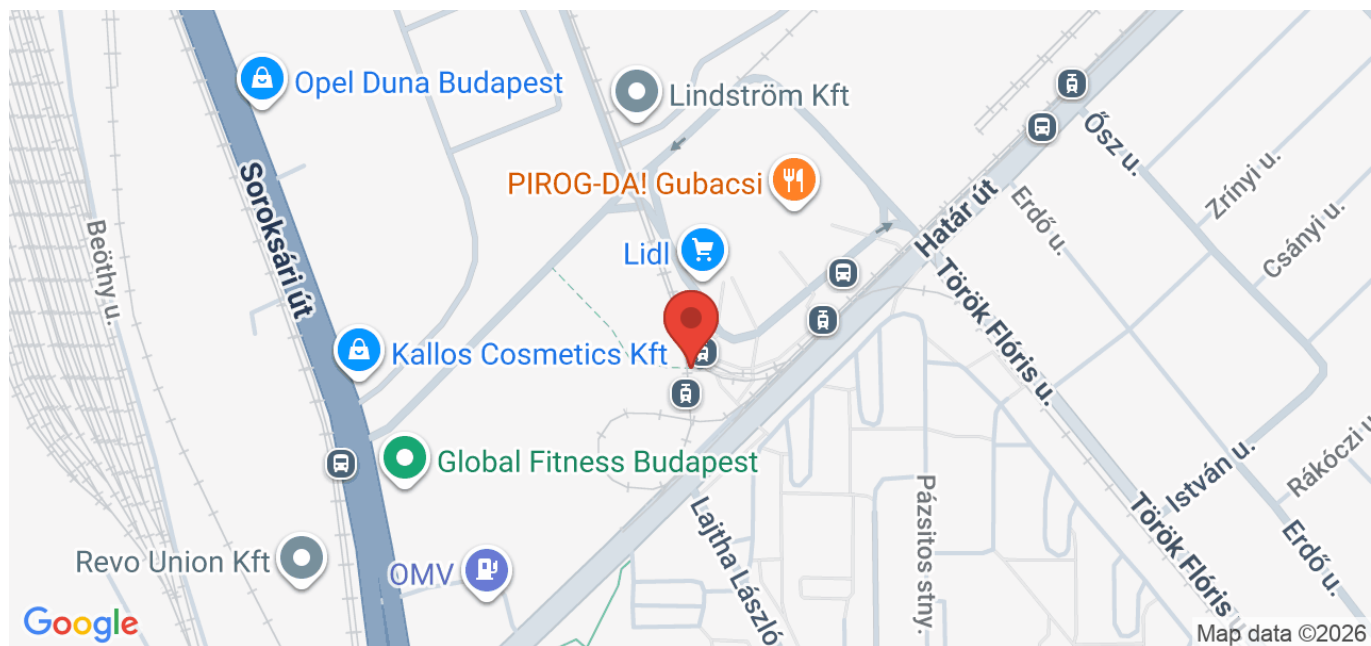 Opel Duna Budapest
Lindström Kft
Ősz u.
PIROG-DA! Gubacsi
Zrínyi u.
Erdő u.
Csányi u.
Soroksári út
Beöthy u.
Határ út
Lidl
Török Flóris u.
Kallos Cosmetics Kft
Rákóczi u
István u.
Global Fitness Budapest
Pázsitos stny.
Lajtha László
Török Flóris u.
Erdő u.
Revo Union Kft
OMV
Google
Map data ©2026